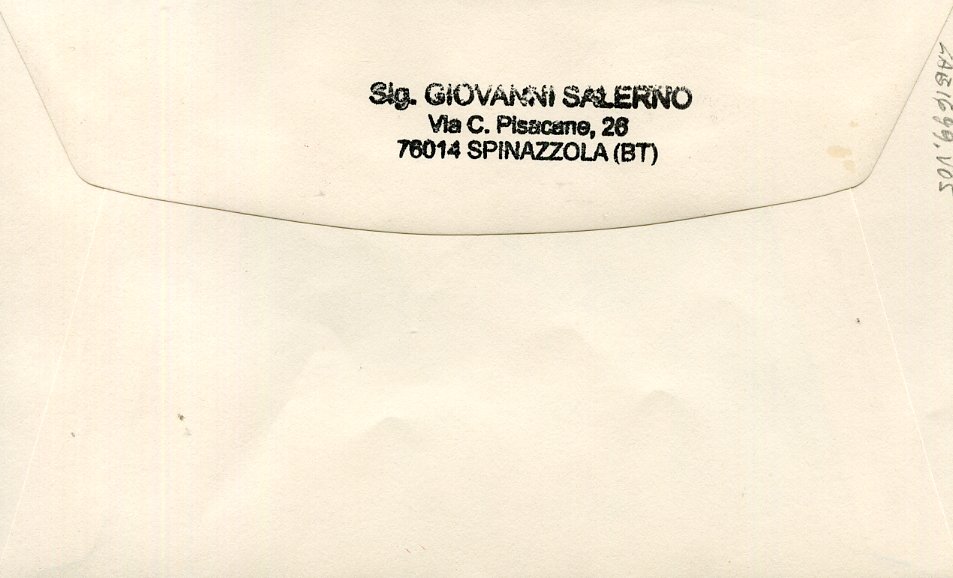 Sig. GIOVANNI SALERNO
Via C. Pisacane, 26
76014 SPINAZZOLA (BT)